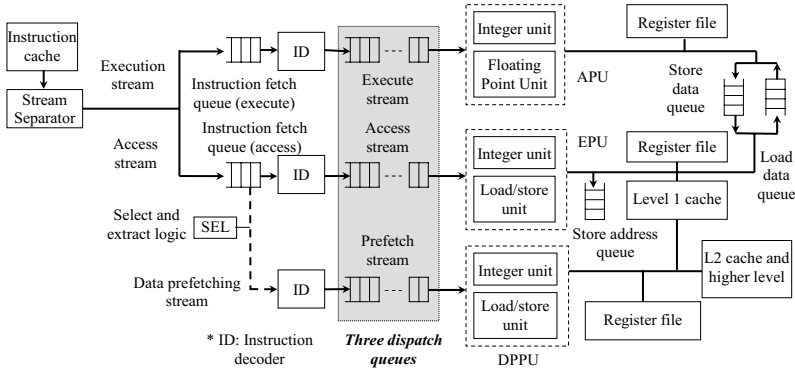 Instruction
cache
Stream
Separator
Execution
stream
Access
stream
Instruction fetch
queue (execute)
Instruction fetch
queue (access)
ID
ID
ID
Select and
extract logic
SEL
Data prefetching
stream
* ID: Instruction
decoder
Execute
stream
Access
stream
Prefetch
stream
Three dispatch
queues
Integer unit
Floating
Point Unit
APU
Integer unit
Load/store
unit
EPU
Integer unit
Load/store
unit
DPPU
Register file
Store
data
queue
Load
data
queue
Register file
Level 1 cache
Store address
queue
L2 cache and
higher level
Register file